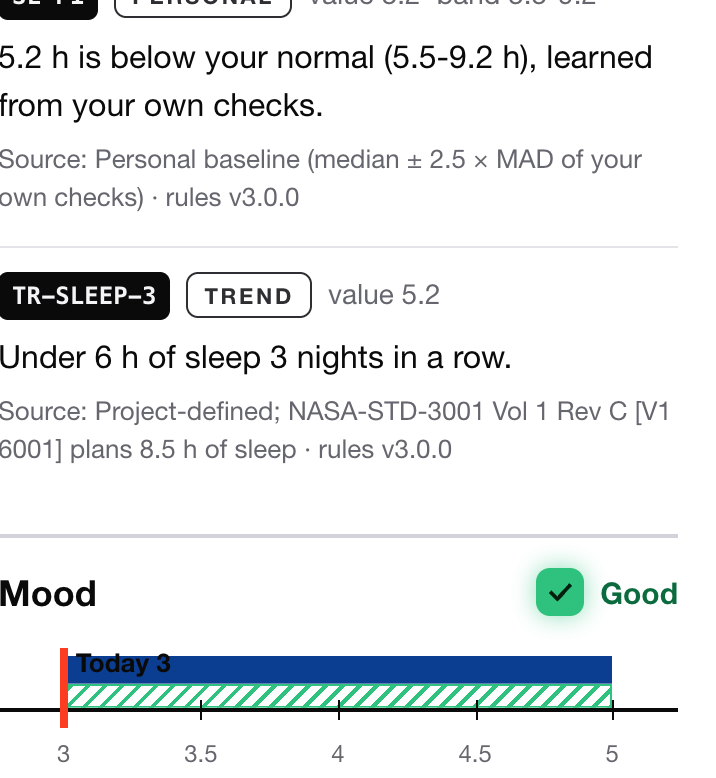 5.2 h is below your normal (5.5-9.2 h), learned
from your own checks.
Source: Personal baseline (median ± 2.5 × MAD of your
own checks) · rules v3.0.0
TR–SLEEP–3 TREND value 5.2
Under 6 h of sleep 3 nights in a row.
Source: Project-defined; NASA-STD-3001 Vol 1 Rev C [V1
6001] plans 8.5 h of sleep · rules v3.0.0
Mood Good
Today 3
3 3.5 4 4.5 5